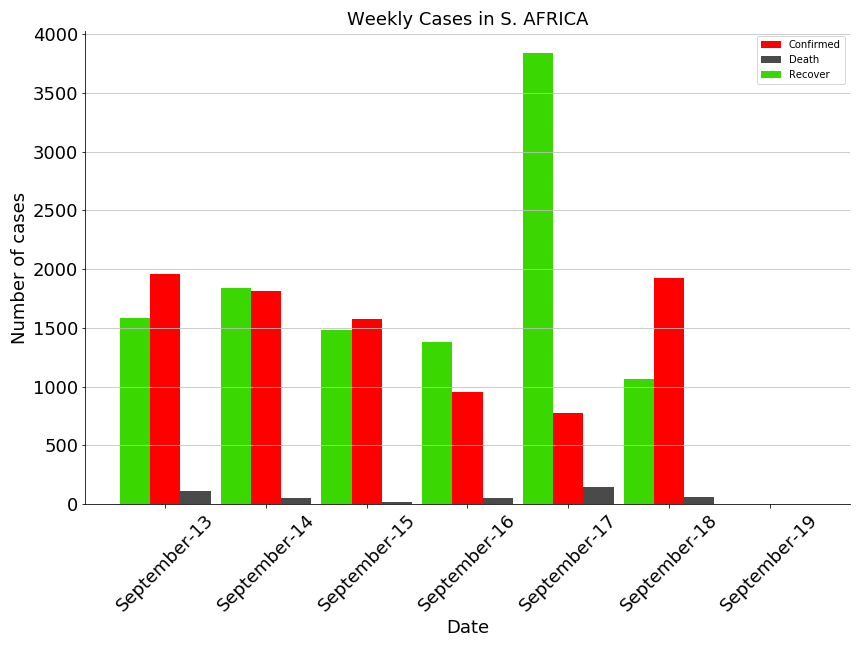 Weekly Cases in S. AFRICA
Confirmed
Death
Recover
Number of cases
4000
3500
3000
2500
2000
1500
1000
500
0
September-13
September-14
September-15
September-16
September-17
September-18
September-19
Date